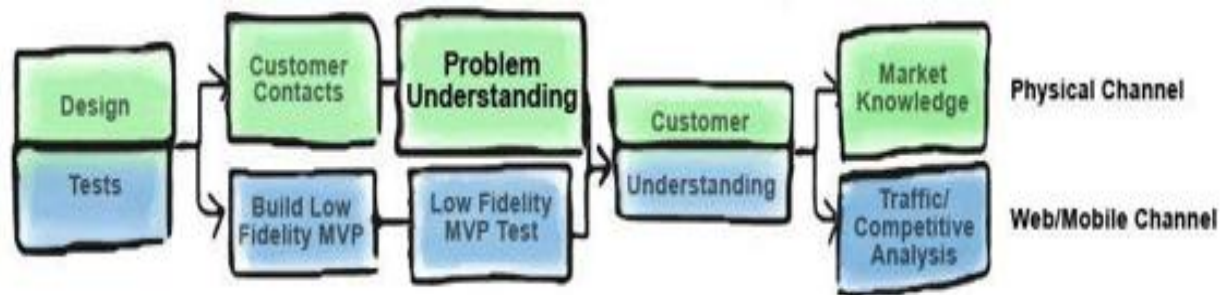 Design
Tests
Customer
Contacts
Problem
Understanding
Build Low
Fidelity MVP
Low Fidelity
MVP Test
Customer
Understanding
Market
Knowledge
Physical Channel
Traffic/
Competitive
Analysis
Web/Mobile Channel